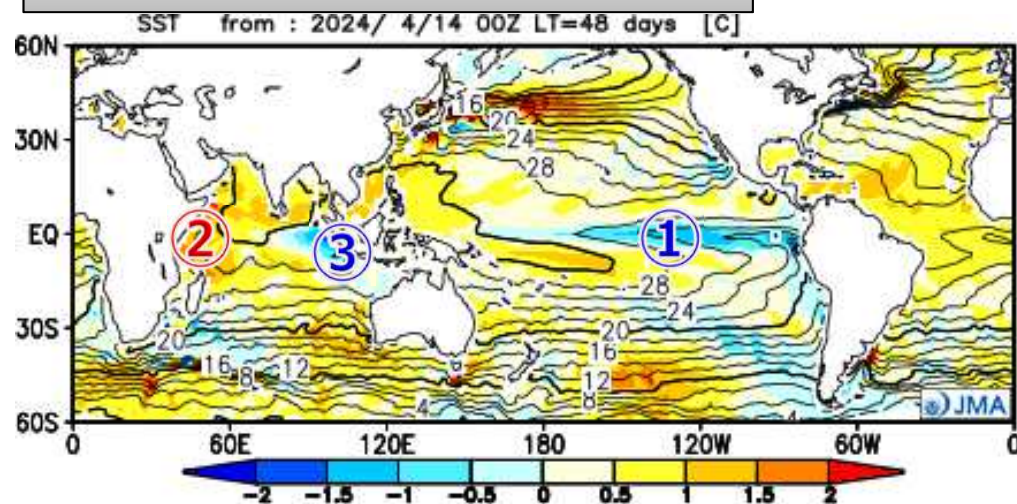 SST from : 2024/ 4/14 00Z LT=48 days [C]
60N
30N
EQ
30S
60S
16
20
24
28
② ③ ①
28
24
20
20
16
16
12
8
12
8
4
4
JMA
0 60E 120E 180 120W 60W 0
-2 -1.5 -1 -0.5 0 0.5 1 1.5 2